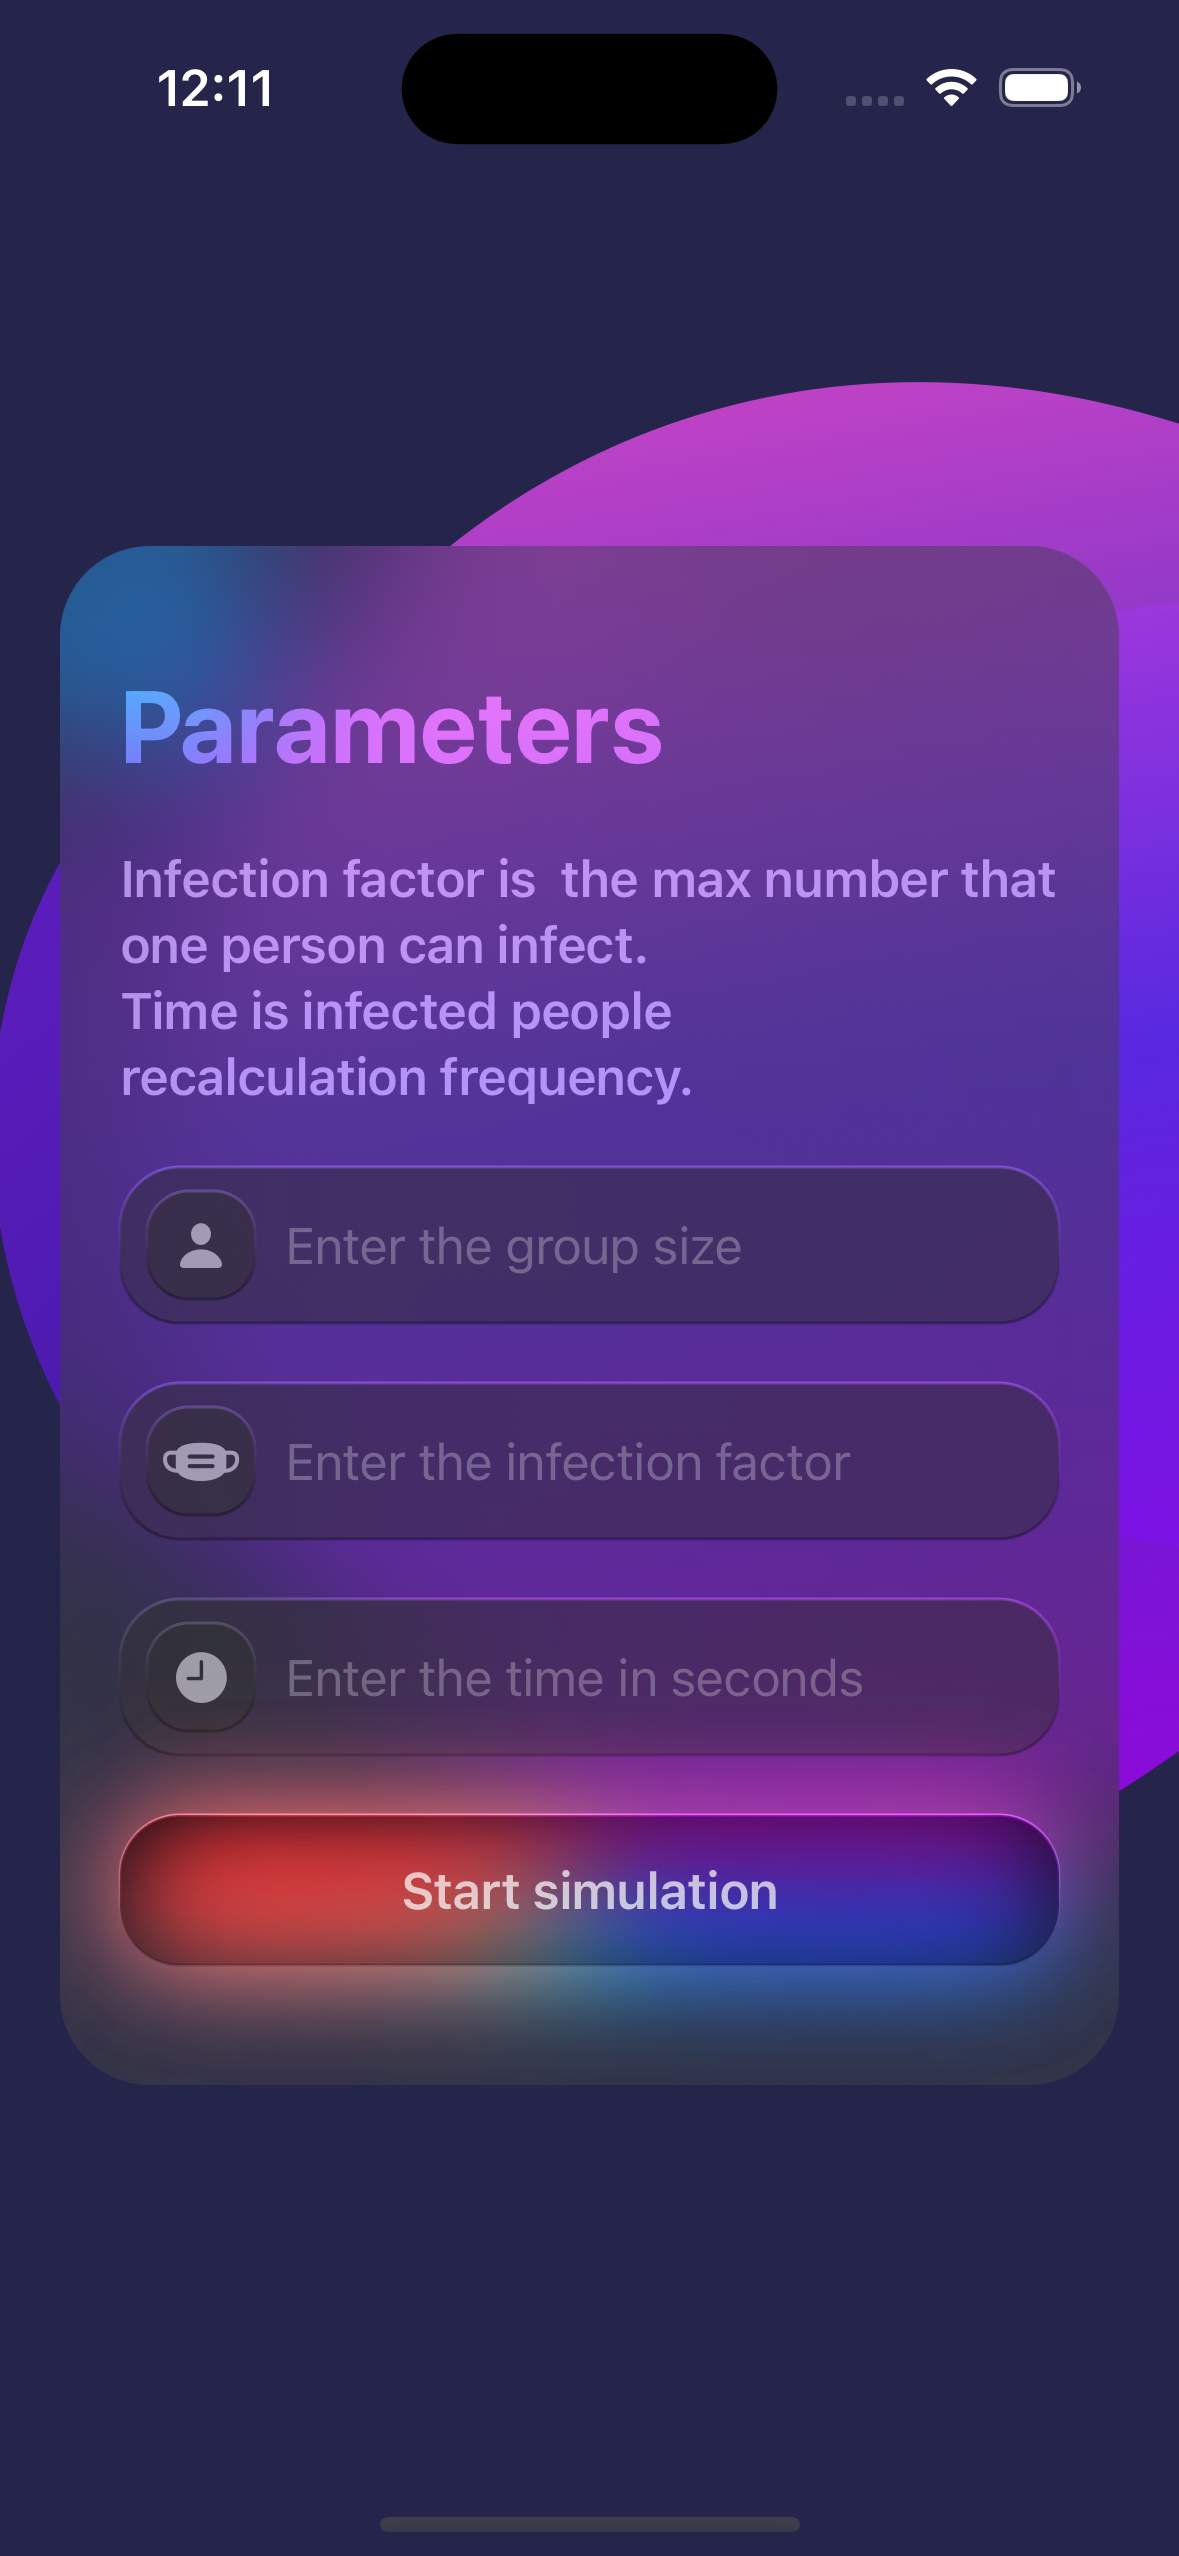 12:11
Parameters
Infection factor is  the max number that
one person can infect.
Time is infected people
recalculation frequency.
Enter the group size
Enter the infection factor
Enter the time in seconds
Start simulation